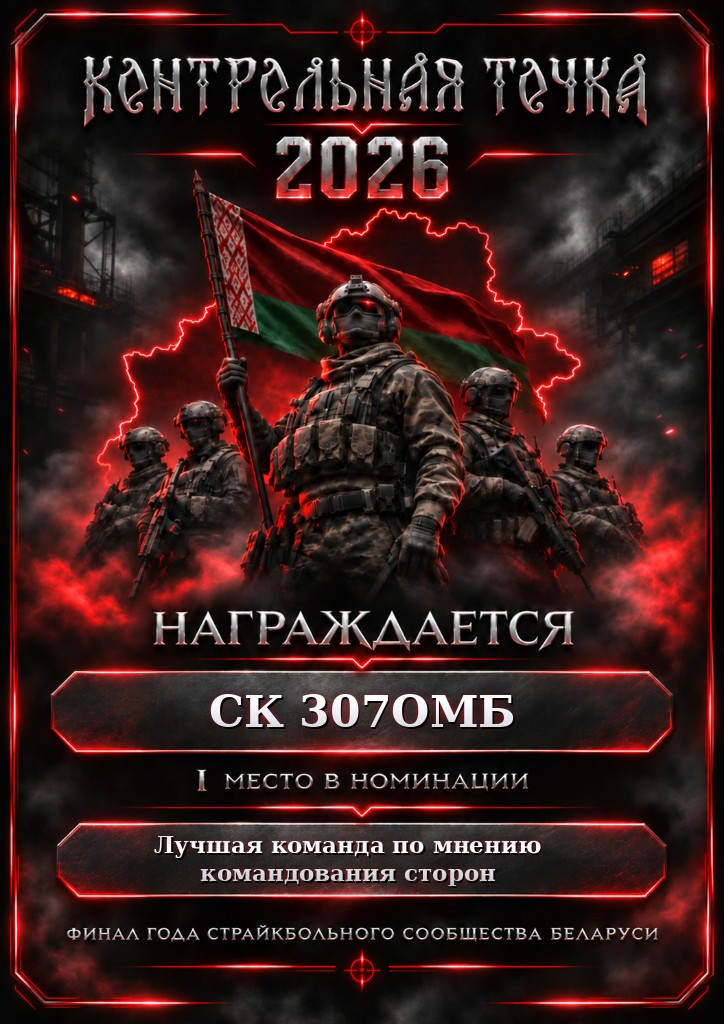 КОНТРОЛЬНАЯ ТОЧКА
2026
НАГРАЖДАЕТСЯ
СК 307ОМБ
I МЕСТО В НОМИНАЦИИ
Лучшая команда по мнению
командования сторон
ФИНАЛ ГОДА СТРАЙКБОЛЬНОГО СООБЩЕСТВА БЕЛАРУСИ